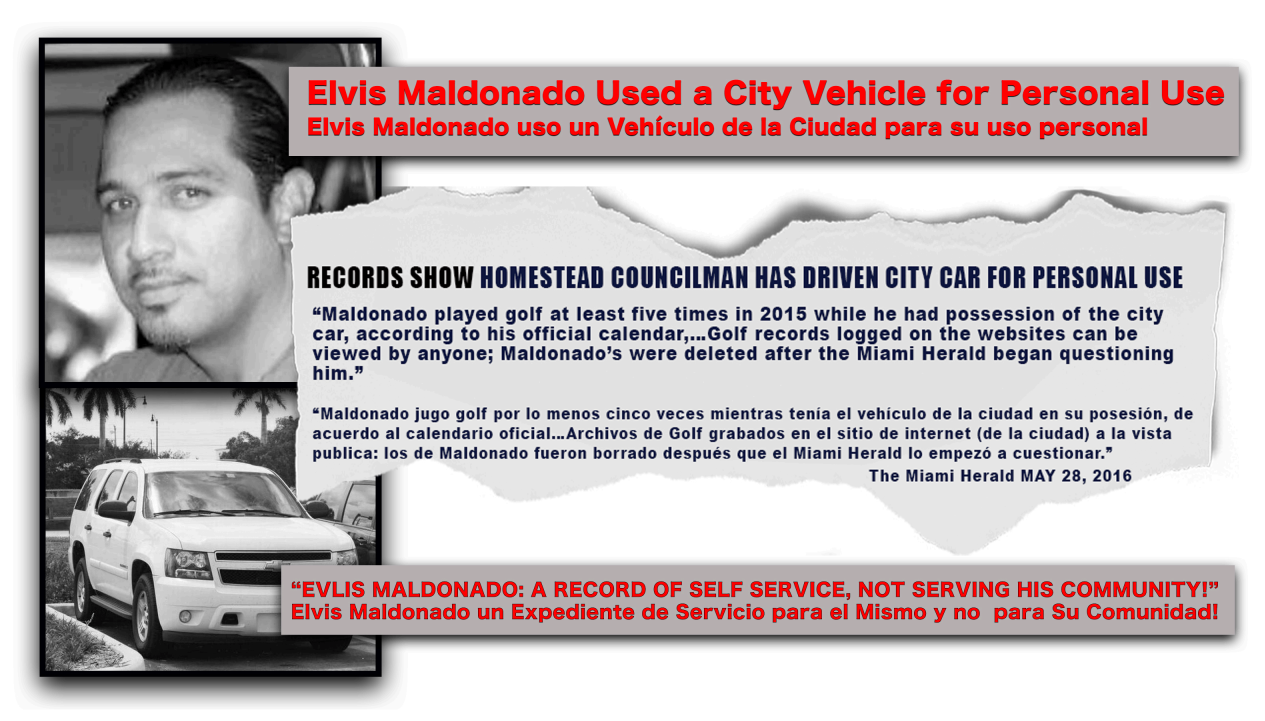 Elvis Maldonado Used a City Vehicle for Personal Use
Elvis Maldonado uso un Vehículo de la Ciudad para su uso personal
RECORDS SHOW HOMESTEAD COUNCILMAN HAS DRIVEN CITY CAR FOR PERSONAL USE
“Maldonado played golf at least five times in 2015 while he had possession of the city
car, according to his official calendar,...Golf records logged on the websites can be
viewed by anyone; Maldonado’s were deleted after the Miami Herald began questioning
him.”
“Maldonado jugo golf por lo menos cinco veces mientras tenía el vehículo de la ciudad en su posesión, de
acuerdo al calendario oficial...Archivos de Golf grabados en el sitio de internet (de la ciudad) a la vista
publica: los de Maldonado fueron borrado después que el Miami Herald lo empezó a cuestionar.”
The Miami Herald MAY 28, 2016
“EVLIS MALDONADO: A RECORD OF SELF SERVICE, NOT SERVING HIS COMMUNITY!”
Elvis Maldonado un Expediente de Servicio para el Mismo y no  para Su Comunidad!